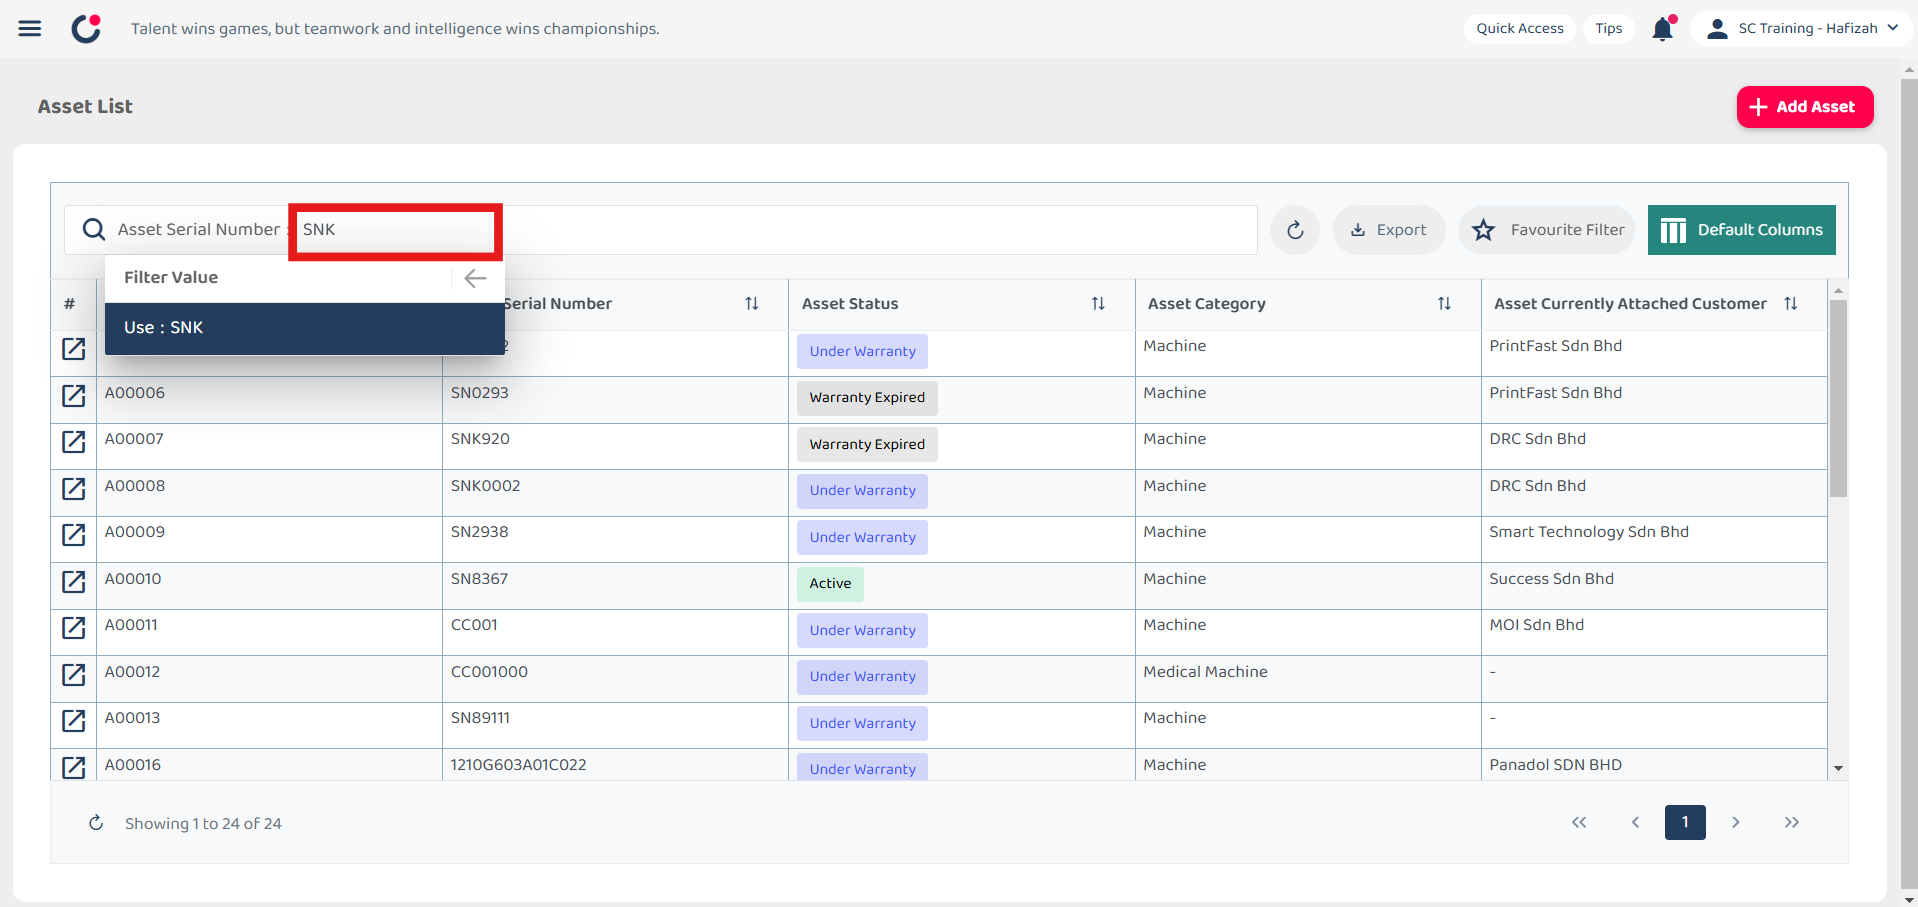 Talent wins games, but teamwork and intelligence wins championships.
Quick Access
Tips
SC Training - Hafizah
Asset List
+ Add Asset
Asset Serial Number : SNK
Export
Favourite Filter
Default Columns
Filter Value
Use : SNK
# Serial Number Asset Status Asset Category Asset Currently Attached Customer
2 Under Warranty Machine PrintFast Sdn Bhd
A00006 SN0293 Warranty Expired Machine PrintFast Sdn Bhd
A00007 SNK920 Warranty Expired Machine DRC Sdn Bhd
A00008 SNK0002 Under Warranty Machine DRC Sdn Bhd
A00009 SN2938 Under Warranty Machine Smart Technology Sdn Bhd
A00010 SN8367 Active Machine Success Sdn Bhd
A00011 CC001 Under Warranty Machine MOI Sdn Bhd
A00012 CC001000 Under Warranty Medical Machine -
A00013 SN89111 Under Warranty Machine -
A00016 1210G603A01C022 Under Warranty Machine Panadol SDN BHD
Showing 1 to 24 of 24
« ‹ 1 › »